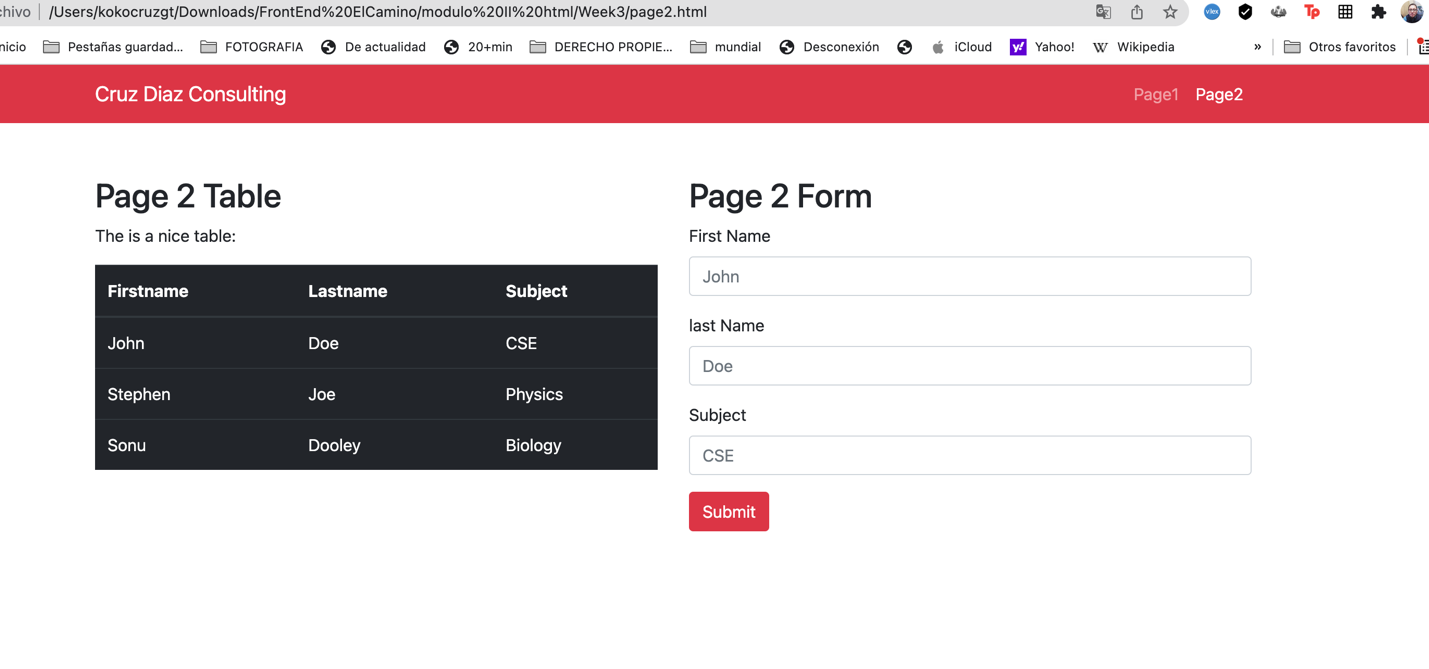 chivo /Users/kokocruzgt/Downloads/FrontEnd%20ElCamino/modulo%20II%20html/Week3/page2.html
vlex Tp
nicio Pestañas guardad... FOTOGRAFIA De actualidad 20+min DERECHO PROPIE... mundial Desconexión iCloud Yahoo! Wikipedia » Otros favoritos
Cruz Diaz Consulting Page1 Page2
Page 2 Table
The is a nice table:
Firstname Lastname Subject
John Doe CSE
Stephen Joe Physics
Sonu Dooley Biology
Page 2 Form
First Name
John
last Name
Doe
Subject
CSE
Submit